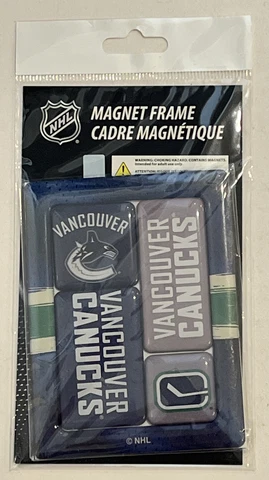 NHL
MAGNET FRAME
CADRE MAGNÉTIQUE
WARNING: CHOKING HAZARD. CONTAINS MAGNETS.
VANCOUVER
VANCOUVER
CANUCKS
VANCOUVER
CANUCKS
© NHL